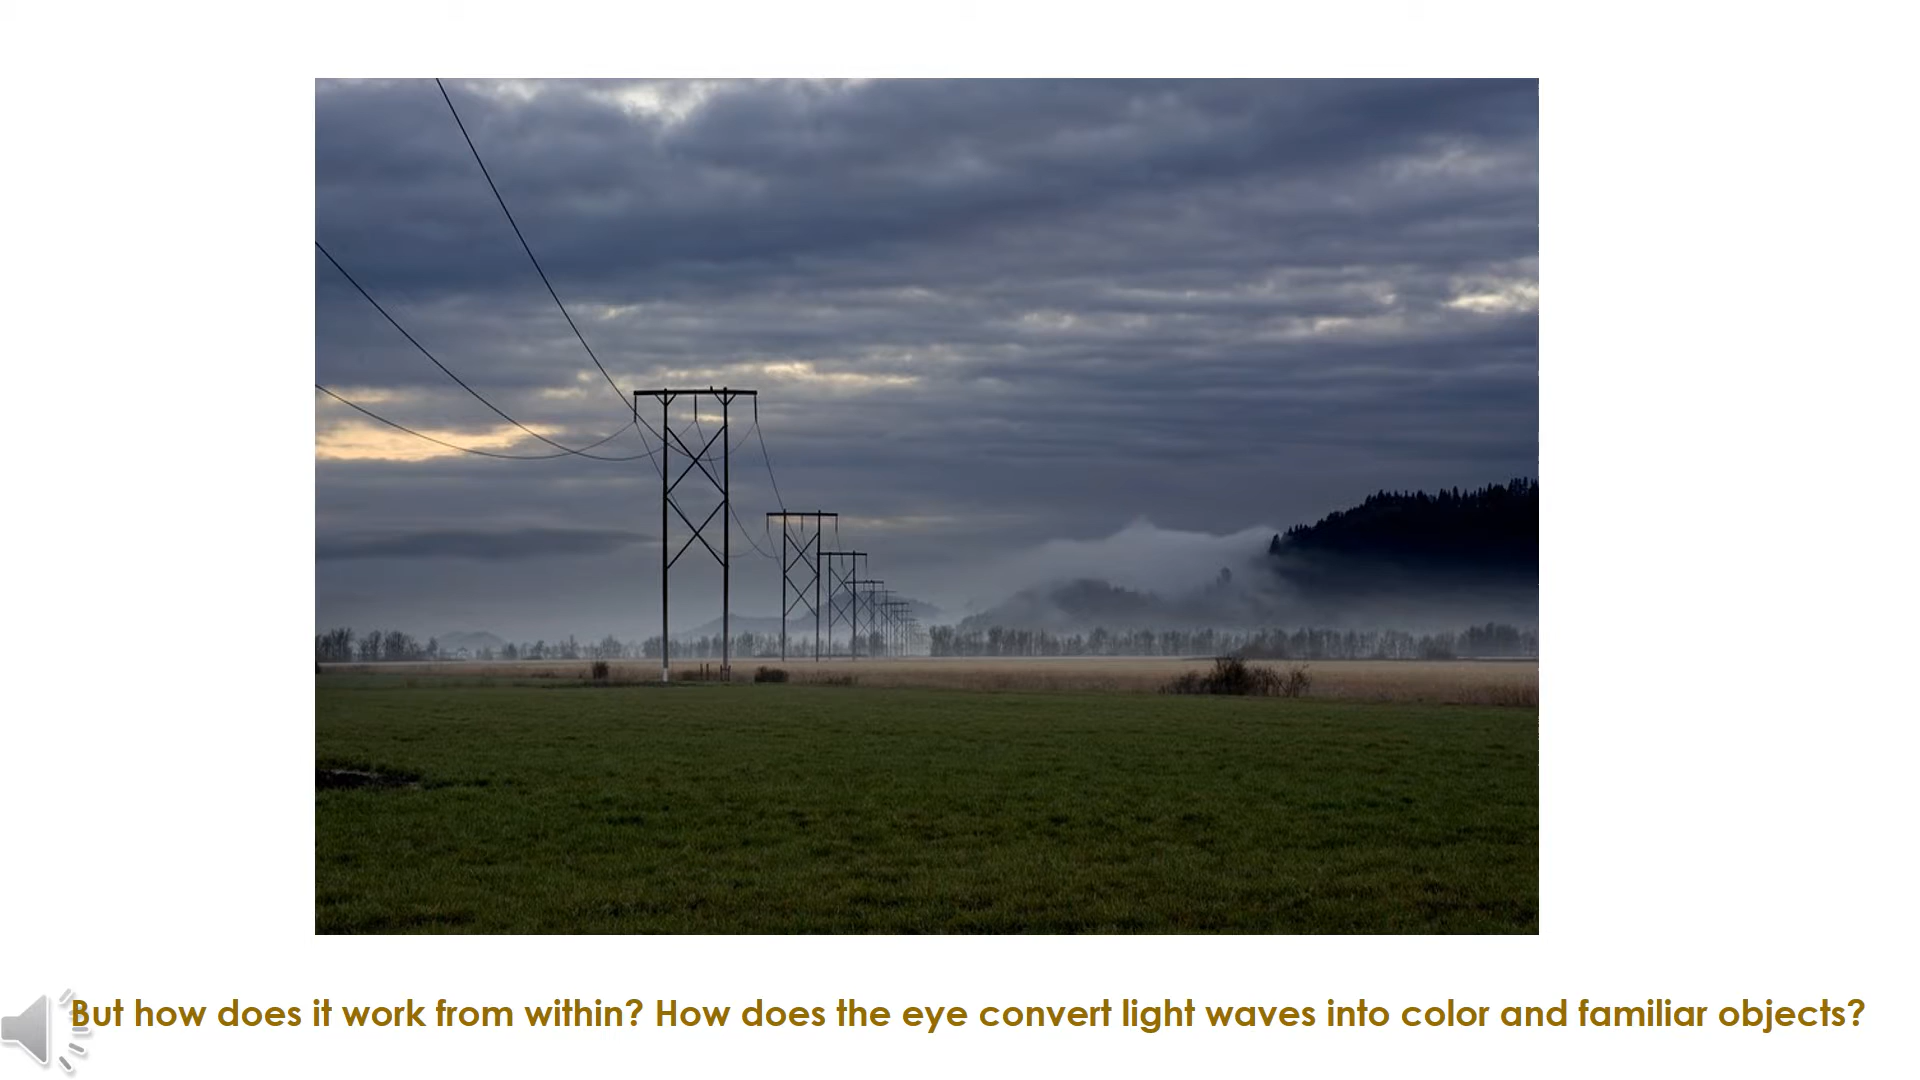 But how does it work from within? How does the eye convert light waves into color and familiar objects?